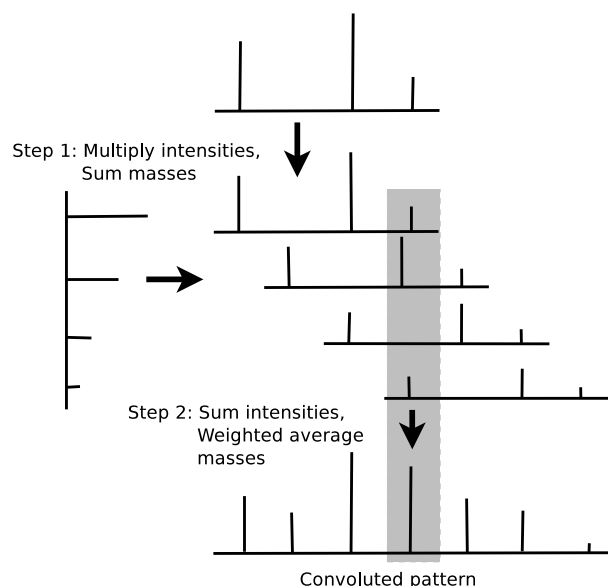 Step 1: Multiply intensities,
Sum masses
Step 2: Sum intensities,
Weighted average
masses
Convoluted pattern